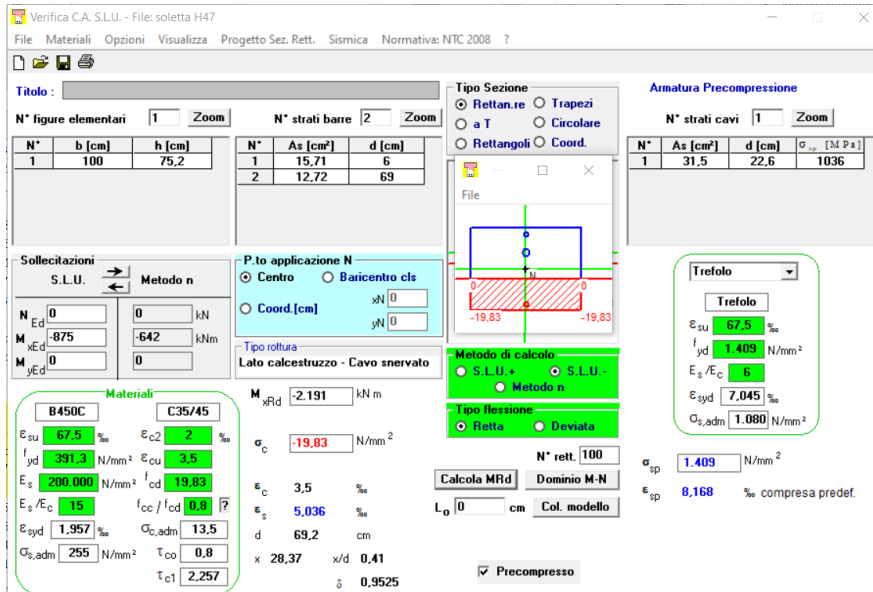 Verifica C.A. S.L.U. - File: soletta H47
File Materiali Opzioni Visualizza Progetto Sez. Rett. Sismica Normativa: NTC 2008 ?
Titolo :
N° figure elementari 1 Zoom
N° b [cm] h [cm]
1 100 75,2
N° strati barre 2 Zoom
N° As [cm²] d [cm]
1 15,71 6
2 12,72 69
Tipo Sezione
Rettan.re Trapezi
a T Circolare
Rettangoli Coord.
File
N
0 0
-19,83 -19,83
Armatura Precompressione
N° strati cavi 1 Zoom
N° As [cm²] d [cm] σsp [MPa]
1 31,5 22,6 1036
Sollecitazioni
S.L.U. Metodo n
N Ed 0 0 kN
M xEd -875 -642 kNm
M yEd 0 0
P.to applicazione N
Centro Baricentro cls
Coord.[cm] xN 0
yN 0
Tipo rottura
Lato calcestruzzo - Cavo snervato
Metodo di calcolo
S.L.U.+ S.L.U.-
Metodo n
Tipo flessione
Retta Deviata
N° rett. 100
Calcola MRd Dominio M-N
L₀ 0 cm Col. modello
Precompresso
Materiali
B450C C35/45
εsu 67,5 ‰ εc2 2 ‰
fyd 391,3 N/mm² εcu 3,5
Es 200.000 N/mm² fcd 19,83
Es /Ec 15 fcc / fcd 0,8 ?
εsyd 1,957 ‰ σc,adm 13,5
σs,adm 255 N/mm² τco 0,8
τc1 2,257
M xRd -2.191 kN m
σc -19,83 N/mm²
εc 3,5 ‰
εs 5,036 ‰
d 69,2 cm
x 28,37 x/d 0,41
δ 0,9525
Trefolo
Trefolo
εsu 67,5 ‰
fyd 1.409 N/mm²
Es /Ec 6
εsyd 7,045 ‰
σs,adm 1.080 N/mm²
σsp 1.409 N/mm²
εsp 8,168 ‰ compresa predef.